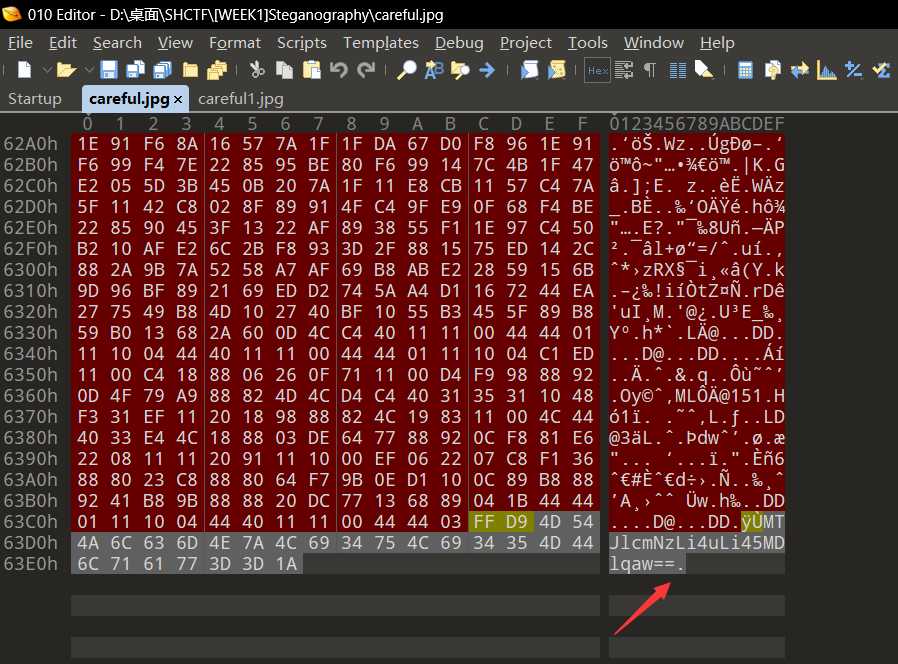 010 Editor - D:\桌面\SHCTF\[WEEK1]Steganography\careful.jpg
File Edit Search View Format Scripts Templates Debug Project Tools Window Help
Hex
Startup careful.jpg × careful1.jpg
0 1 2 3 4 5 6 7 8 9 A B C D E F 0123456789ABCDEF
62A0h 1E 91 F6 8A 16 57 7A 1F 1F DA 67 D0 F8 96 1E 91 .‘öŠ.Wz..ÚgÐø–.‘
62B0h F6 99 F4 7E 22 85 95 BE 80 F6 99 14 7C 4B 1F 47 ö™ô~"…•¾€ö™.|K.G
62C0h E2 05 5D 3B 45 0B 20 7A 1F 11 E8 CB 11 57 C4 7A â.];E. z..èË.WÄz
62D0h 5F 11 42 C8 02 8F 89 91 4F C4 C9 9F E9 0F 68 F4 BE
62E0h 22 85 90 45 3F 13 22 AF 89 38 55 F1 1E 97 C4 50 "…E?."¯‰8Uñ.—ÄP
62F0h B2 10 AF E2 6C 2B F8 93 3D 2F 88 15 75 ED 14 2C ².¯âl+ø“=/ˆ.uí.,
6300h 88 2A 9B 7A 52 58 A7 AF 69 B8 AB E2 28 59 15 6B ˆ*›zRX§¯i¸«â(Y.k
6310h 9D 96 BF 89 21 69 ED D2 74 5A A4 D1 16 72 44 EA .–¿‰!iíÒtZ¤Ñ.rDê
6320h 27 75 49 B8 4D 10 27 40 BF 10 55 B3 45 5F 89 B8 'uI¸M.'@¿.U³E_‰¸
6330h 59 B0 13 68 2A 60 0D 4C C4 40 11 11 00 44 44 01 Yº.h*`.LÄ@...DD.
6340h 11 10 04 44 40 11 11 00 44 44 01 11 10 04 C1 ED ...D@...DD....Áí
6350h 11 00 C4 18 88 06 26 0F 71 11 00 D4 F9 98 88 92 ..Ä.ˆ.&.q..Ôù˜ˆ’
6360h 0D 4F 79 A9 88 82 4D 4C D4 C4 40 31 35 31 10 48 .Oy©ˆ‚MLÔÄ@151.H
6370h F3 31 EF 11 20 18 98 88 82 4C 19 83 11 00 4C 44 ó1ï. .˜ˆ‚L.ƒ..LD
6380h 40 33 E4 4C 18 88 03 DE 64 77 88 92 0C F8 81 E6 @3äL.ˆ.Þdwˆ’.ø.æ
6390h 22 08 11 11 20 91 11 10 00 EF 06 22 07 C8 F1 36 "... ‘...ï.".Èñ6
63A0h 88 80 23 C8 88 80 64 F7 9B 0E D1 10 0C 89 B8 88 ˆ€#Èˆ€d÷›.Ñ..‰¸ˆ
63B0h 92 41 B8 9B 88 88 20 DC 77 13 68 89 04 1B 44 44 ’A¸›ˆˆ Üw.h‰..DD
63C0h 01 11 10 04 44 40 11 11 00 44 44 03 FF D9 4D 54 ....D@...DD.ÿÙMT
63D0h 4A 6C 63 6D 4E 7A 4C 69 34 75 4C 69 34 35 4D 44 JlcmNzLi4uLi45MD
63E0h 6C 71 61 77 3D 3D 1A lqaw==.